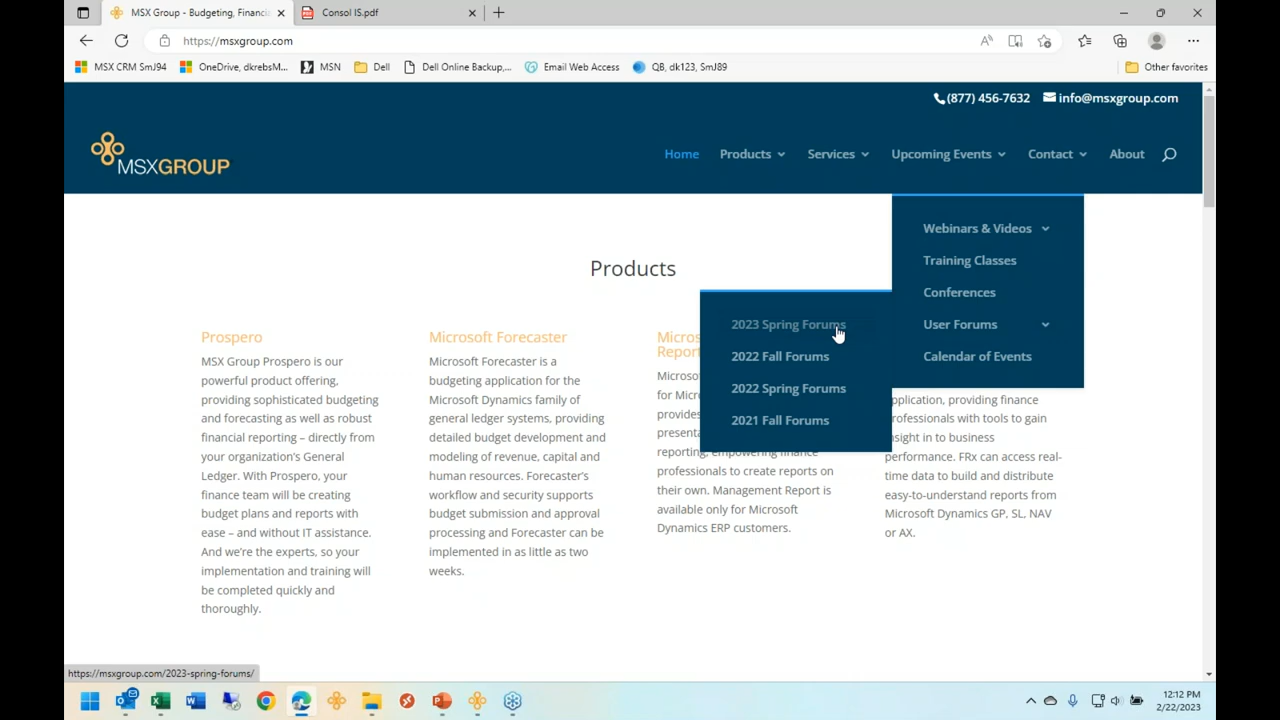 MSX Group - Budgeting, Financi
Consol IS.pdf
https://msxgroup.com
MSX CRM SmJ94
OneDrive, dkrebsM...
MSN
Dell
Dell Online Backup,...
Email Web Access
QB, dk123, SmJ89
Other favorites
(877) 456-7632
info@msxgroup.com
MSXGROUP
Home
Products
Services
Upcoming Events
Contact
About
Webinars & Videos
Training Classes
Conferences
User Forums
Calendar of Events
2023 Spring Forums
2022 Fall Forums
2022 Spring Forums
2021 Fall Forums
Products
Prospero
MSX Group Prospero is our
powerful product offering,
providing sophisticated budgeting
and forecasting as well as robust
financial reporting – directly from
your organization's General
Ledger. With Prospero, your
finance team will be creating
budget plans and reports with
ease – and without IT assistance.
And we're the experts, so your
implementation and training will
be completed quickly and
thoroughly.
Microsoft Forecaster
Microsoft Forecaster is a
budgeting application for the
Microsoft Dynamics family of
general ledger systems, providing
detailed budget development and
modeling of revenue, capital and
human resources. Forecaster's
workflow and security supports
budget submission and approval
processing and Forecaster can be
implemented in as little as two
weeks.
Micros
Report
Microso
for Micr
provides
presenta
reporting, empowering finance
professionals to create reports on
their own. Management Report is
available only for Microsoft
Dynamics ERP customers.
pplication, providing finance
rofessionals with tools to gain
nsight in to business
performance. FRx can access real-
time data to build and distribute
easy-to-understand reports from
Microsoft Dynamics GP, SL, NAV
or AX.
https://msxgroup.com/2023-spring-forums/
12:12 PM
2/22/2023